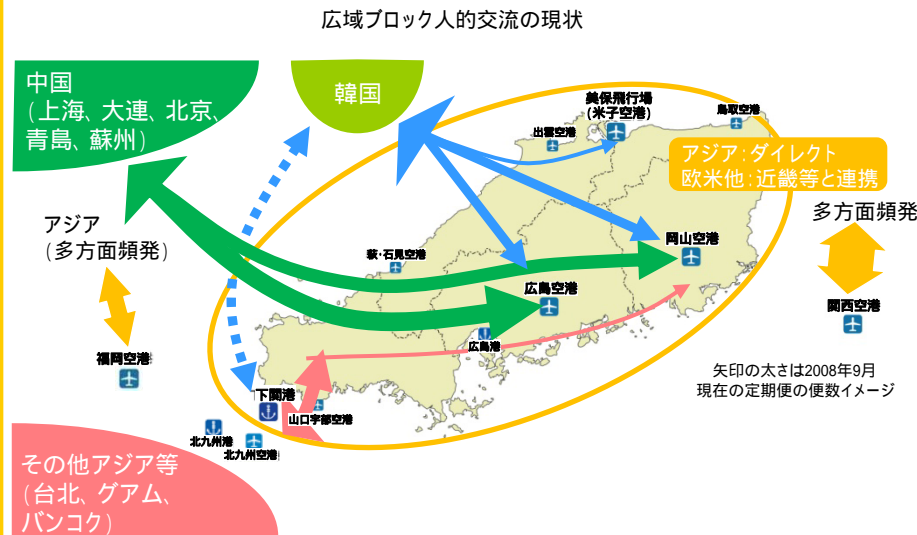 広域ブロック人的交流の現状
中国
(上海、大連、北京、
青島、蘇州)
韓国
美保飛行場
(米子空港)
鳥取空港
出雲空港
アジア:ダイレクト
欧米他:近畿等と連携
多方面頻発
アジア
(多方面頻発)
岡山空港
萩・石見空港
広島空港
関西空港
広島港
福岡空港
矢印の太さは2008年9月
現在の定期便の便数イメージ
下関港
山口宇部空港
北九州港
北九州空港
その他アジア等
(台北、グアム、
バンコク)